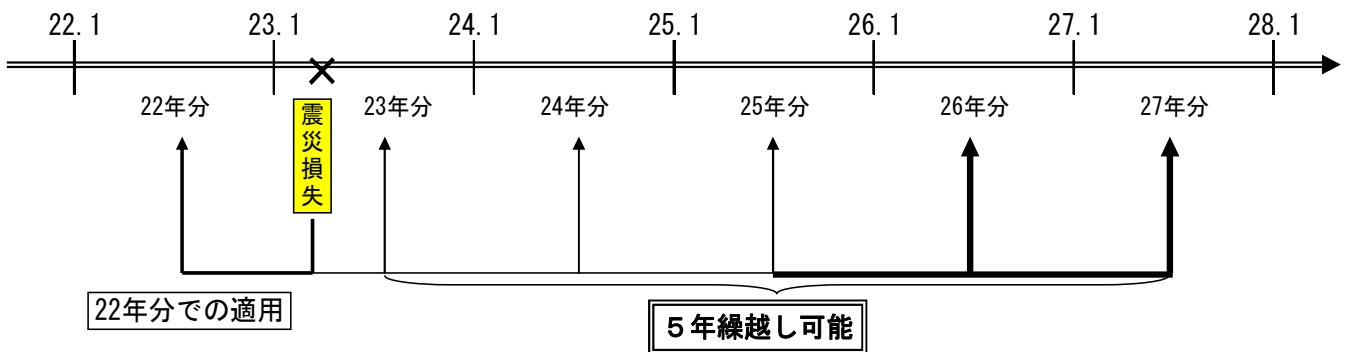 22.1 23.1 24.1 25.1 26.1 27.1 28.1
22年分 23年分 24年分 25年分 26年分 27年分
震災損失
22年分での適用
５年繰越し可能